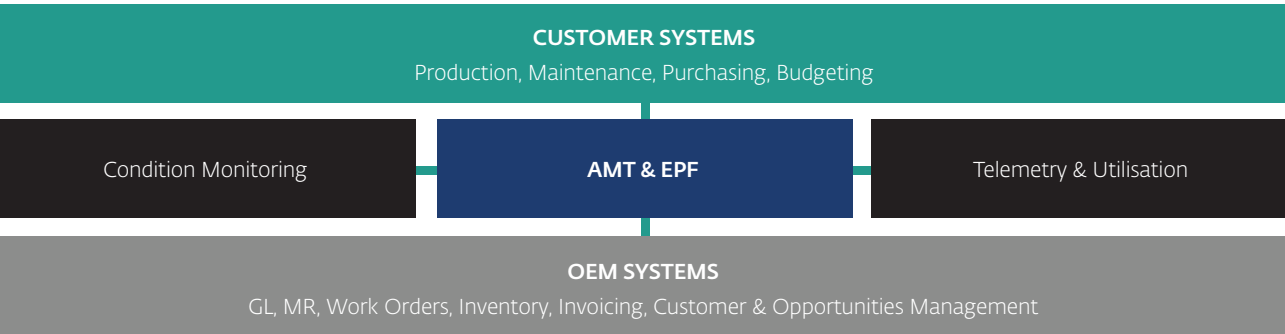 CUSTOMER SYSTEMS
Production, Maintenance, Purchasing, Budgeting
Condition Monitoring
AMT & EPF
Telemetry & Utilisation
OEM SYSTEMS
GL, MR, Work Orders, Inventory, Invoicing, Customer & Opportunities Management